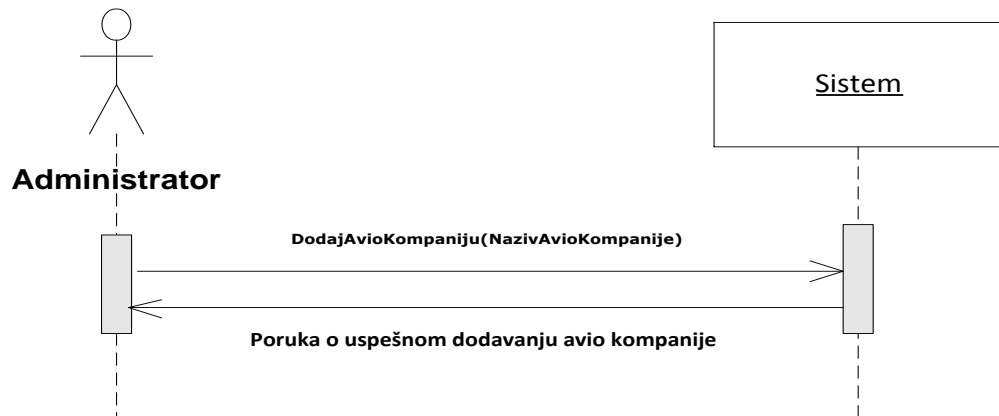 Sistem
Administrator
DodajAvioKompaniju(NazivAvioKompanije)
Poruka o uspešnom dodavanju avio kompanije